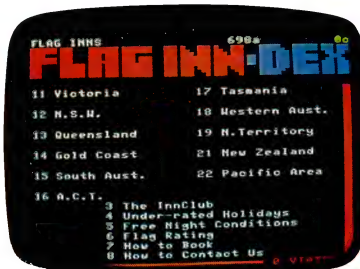 FLAG INNS 698a
FLAG INN-DEX
11 Victoria 17 Tasmania
12 N.S.W. 18 Western Aust.
13 Queensland 19 N.Territory
14 Gold Coast 21 New Zealand
15 South Aust. 22 Pacific Area
16 A.C.T.
3 The InnClub
4 Under-rated Holidays
5 Free Night Conditions
6 Flag Rating
7 How to Book
8 How to Contact Us